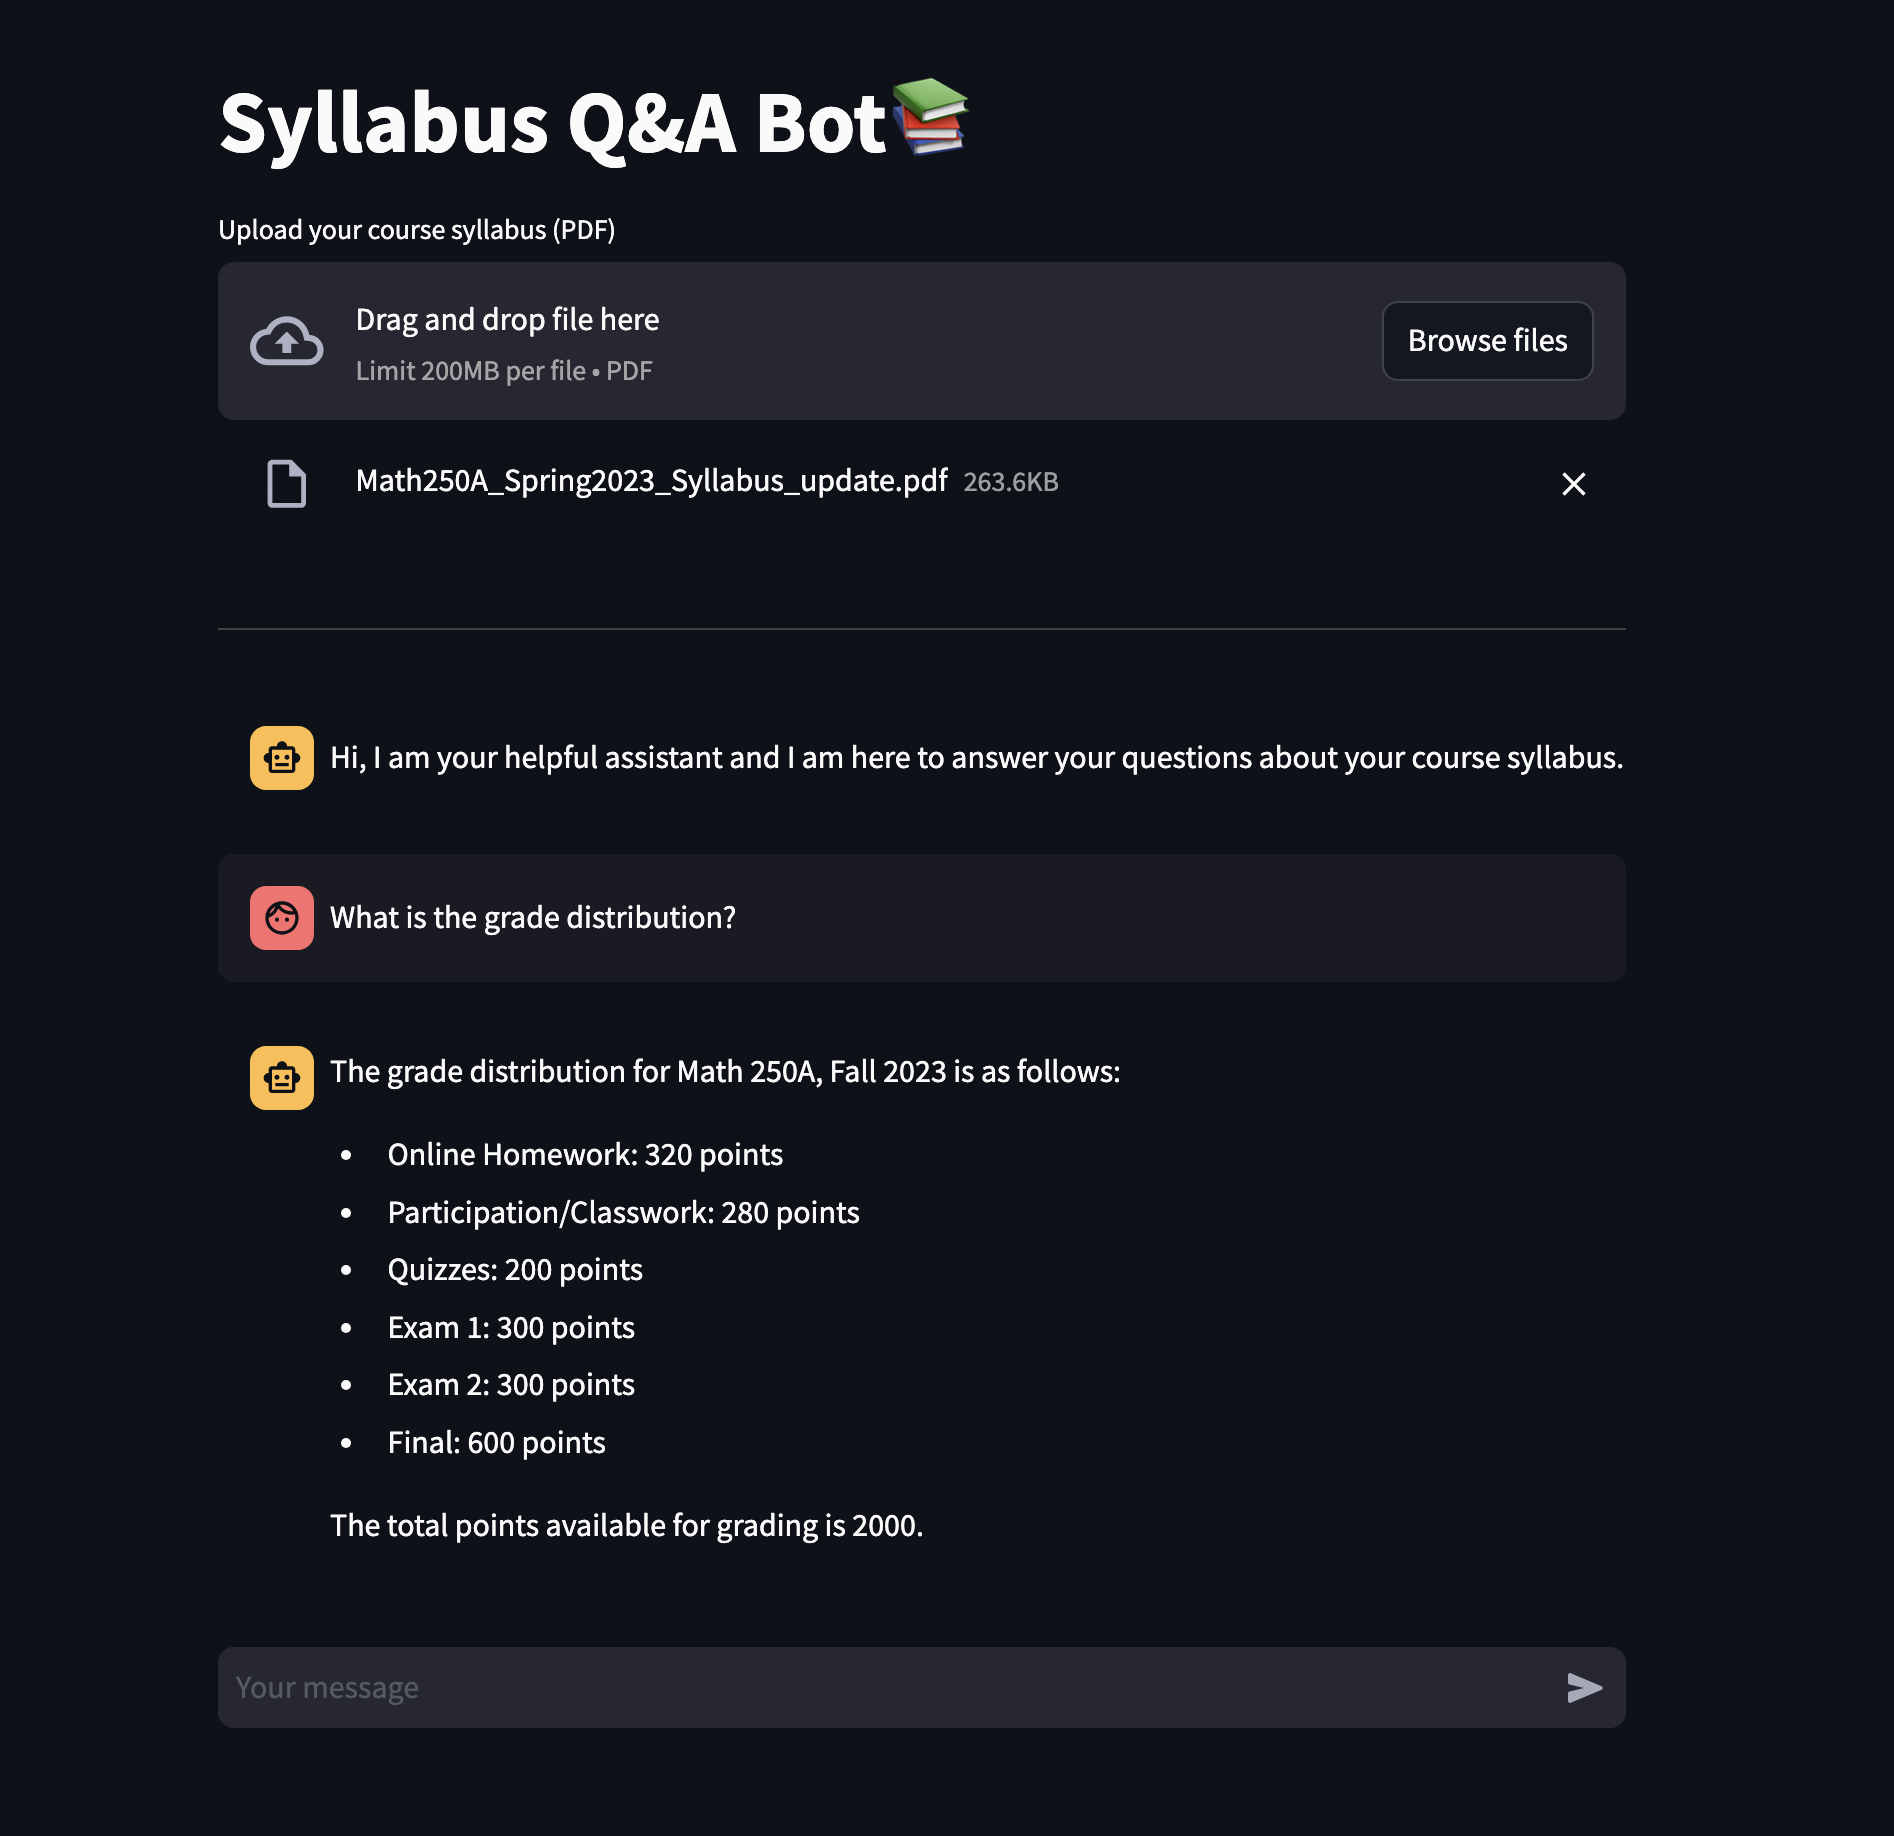 Syllabus Q&A Bot
Upload your course syllabus (PDF)
Drag and drop file here
Limit 200MB per file • PDF
Browse files
Math250A_Spring2023_Syllabus_update.pdf 263.6KB
Hi, I am your helpful assistant and I am here to answer your questions about your course syllabus.
What is the grade distribution?
The grade distribution for Math 250A, Fall 2023 is as follows:
• Online Homework: 320 points
• Participation/Classwork: 280 points
• Quizzes: 200 points
• Exam 1: 300 points
• Exam 2: 300 points
• Final: 600 points
The total points available for grading is 2000.
Your message